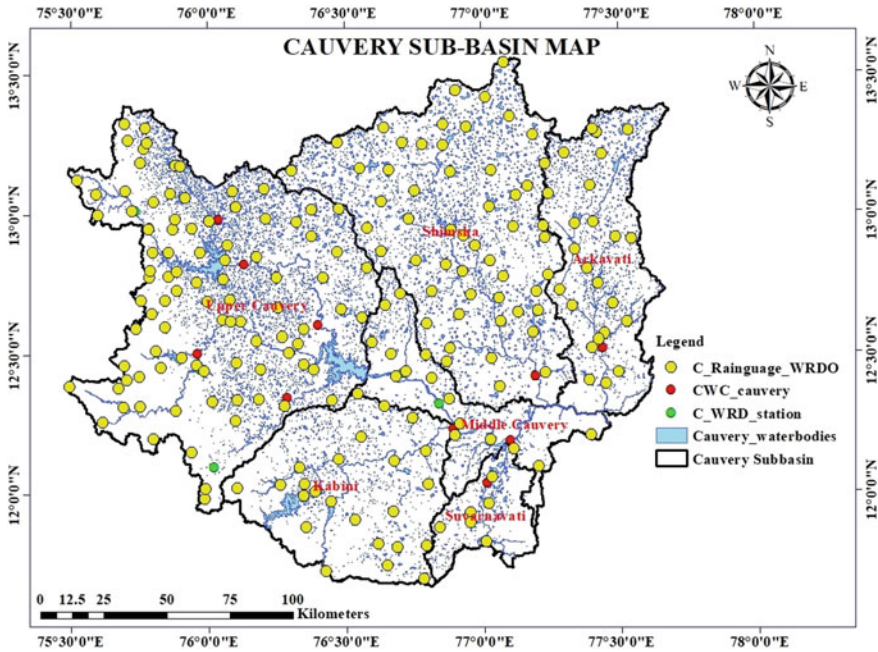 75°30'0"E 76°0'0"E 76°30'0"E 77°0'0"E 77°30'0"E 78°0'0"E
CAUVERY SUB-BASIN MAP
N
W E
S
13°30'0"N 13°30'0"N
13°0'0"N 13°0'0"N
12°30'0"N 12°30'0"N
12°0'0"N 12°0'0"N
Shimsha
Arkavati
Upper Cauvery
Middle Cauvery
Kabini
Suvarnavati
Legend
C_Rainguage_WRDO
CWC_cauvery
C_WRD_station
Cauvery_waterbodies
Cauvery Subbasin
0 12.5 25 50 75 100
Kilometers
75°30'0"E 76°0'0"E 76°30'0"E 77°0'0"E 77°30'0"E 78°0'0"E